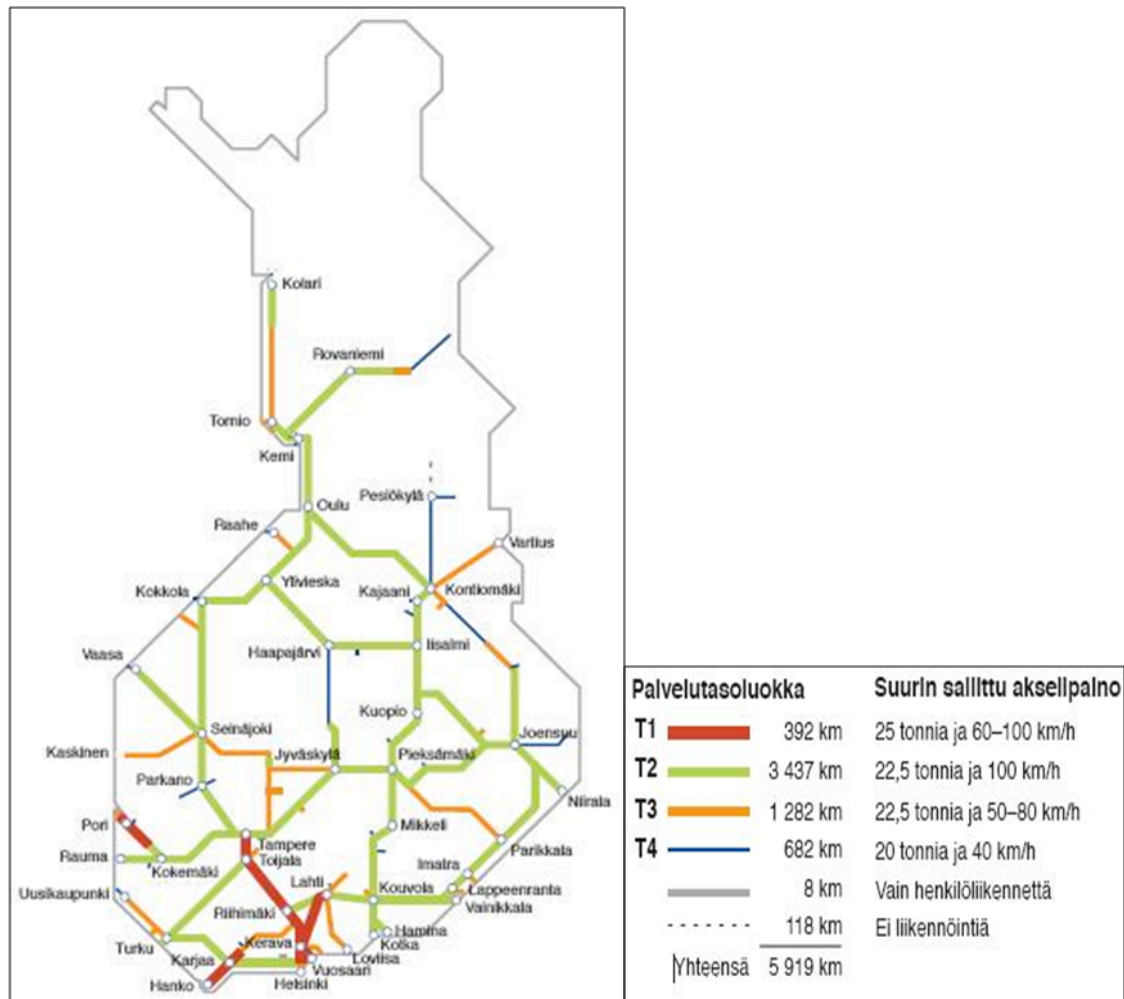 Kolari
Rovaniemi
Tornio
Kemi
Pesiökylä
Oulu
Raahe
Vartius
Ylivieska
Kokkola
Kajaani
Kontiomäki
Haapajärvi
Iisalmi
Vaasa
Kuopio
Seinäjoki
Joensuu
Kaskinen
Jyväskylä
Pieksämäki
Parkano
Niirala
Pori
Mikkeli
Tampere
Parikkala
Rauma
Kokemäki
Toijala
Imatra
Lahti
Lappeenranta
Uusikaupunki
Kouvola
Vainikkala
Riihimäki
Hamina
Turku
Kerava
Kotka
Karjaa
Loviisa
Vuosaari
Hanko
Helsinki
Palvelutasoluokka Suurin sallittu akselipaino
T1 392 km 25 tonnia ja 60–100 km/h
T2 3 437 km 22,5 tonnia ja 100 km/h
T3 1 282 km 22,5 tonnia ja 50–80 km/h
T4 682 km 20 tonnia ja 40 km/h
8 km Vain henkilöliikennettä
118 km Ei liikennöintiä
Yhteensä 5 919 km